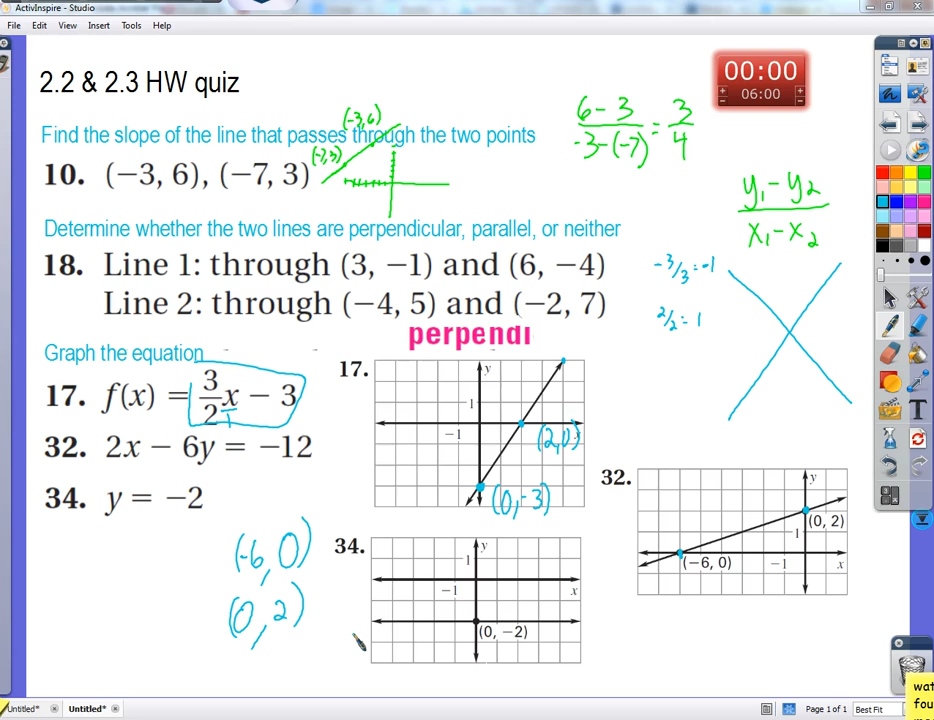 ActivInspire - Studio
File Edit View Insert Tools Help
2.2 & 2.3 HW quiz
00:00
06:00
Find the slope of the line that passes through the two points
(-3, 6)
(-7, 3)
6 - 3
-3 - (-7)
= 3/4
10. (−3, 6), (−7, 3)
y₁ - y₂
x₁ - x₂
Determine whether the two lines are perpendicular, parallel, or neither
18. Line 1: through (3, −1) and (6, −4)
Line 2: through (−4, 5) and (−2, 7)
-3/3 = -1
2/2 = 1
perpendi
Graph the equation
17. f(x) = 3/2 x − 3
1
32. 2x − 6y = −12
34. y = −2
(-6, 0)
(0, 2)
17.
y
1
−1
(2, 0)
(0, -3)
32.
y
(0, 2)
1
(−6, 0)
−1
x
34.
y
1
−1
x
(0, −2)
Untitled*
Untitled*
Page 1 of 1
Best Fit
wat
fou